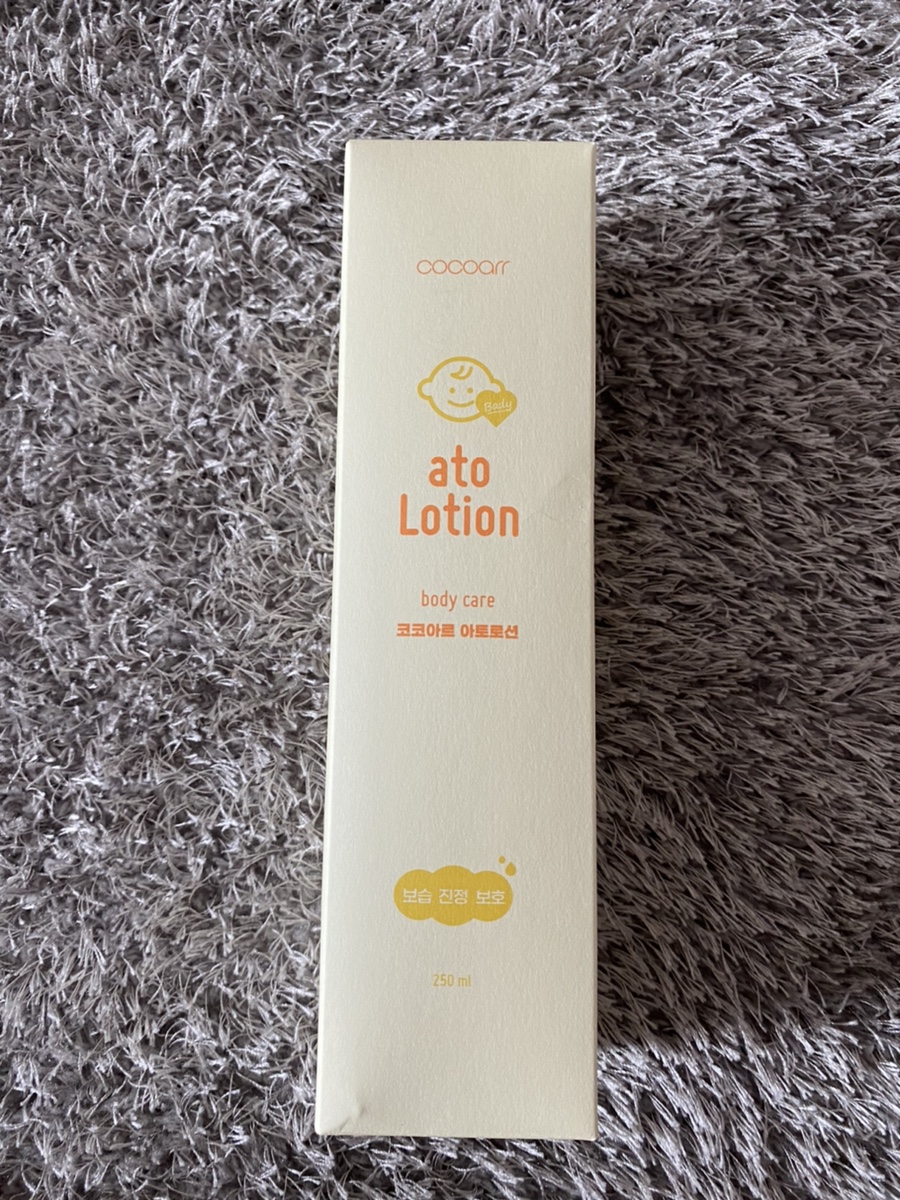 cocoarr
Body
ato
Lotion
body care
코코아르 아토로션
보습 진정 보호
250 ml